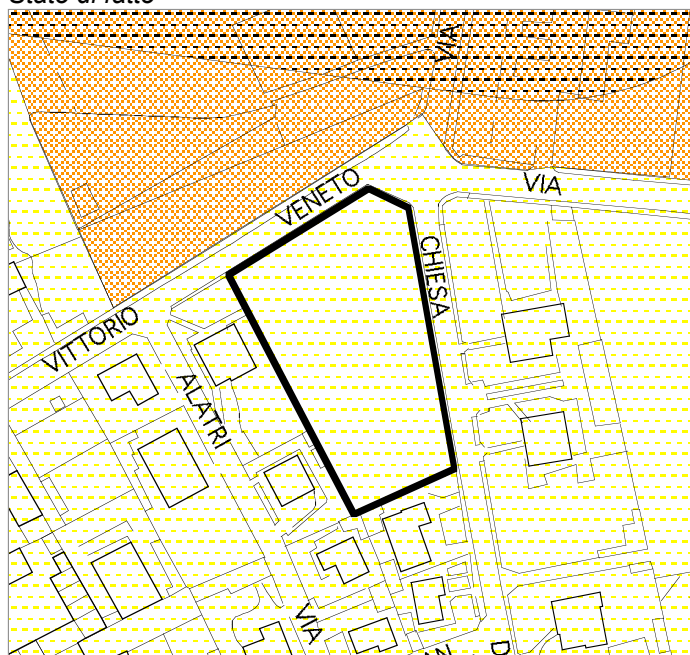 Stato di fatto
VIA
VIA
VENETO
CHIESA
VITTORIO
ALATRI
VIA
D